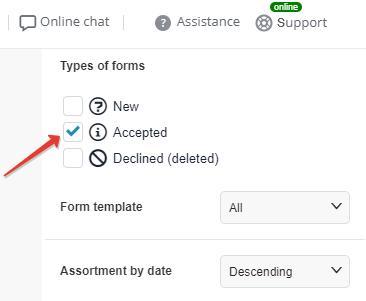 online
Online chat Assistance Support
Types of forms
New
Accepted
Declined (deleted)
Form template All
Assortment by date Descending